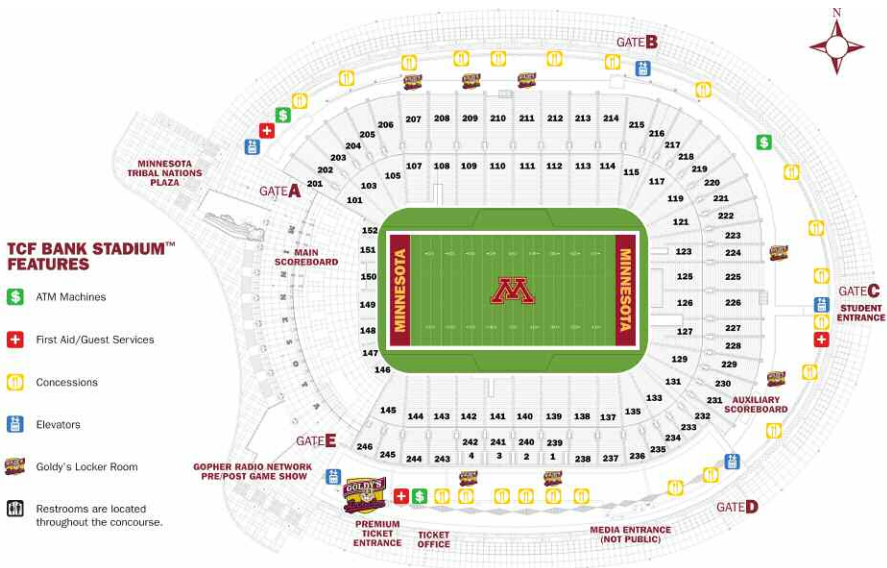 N
GATEB
MINNESOTA
TRIBAL NATIONS
PLAZA
GATEA
TCF BANK STADIUM™
FEATURES
$ ATM Machines
First Aid/Guest Services
Concessions
Elevators
Goldy's Locker Room
Restrooms are located
throughout the concourse.
201
202
203
204
205
206
207 208 209 210 211 212 213 214
215
216
217
218
219
220
221
222
223
224
225
226
227
228
229
230
231
232
233
234
235
236
237
238
239
240
241
242
1
2
3
4
243
244
245
246
101
103
105
107 108 109 110 111 112 113 114
115
117
119
121
123
125
126
127
129
131
133
135
137
138
139
140
141
142
143
144
145
146
147
148
149
150
151
152
MAIN
SCOREBOARD
MINNESOTA
MINNESOTA
M
MINNESOTA
GATEC
STUDENT
ENTRANCE
AUXILIARY
SCOREBOARD
GATED
GATEE
GOPHER RADIO NETWORK
PRE/POST GAME SHOW
GOLDY'S
PREMIUM
TICKET
ENTRANCE
TICKET
OFFICE
MEDIA ENTRANCE
(NOT PUBLIC)